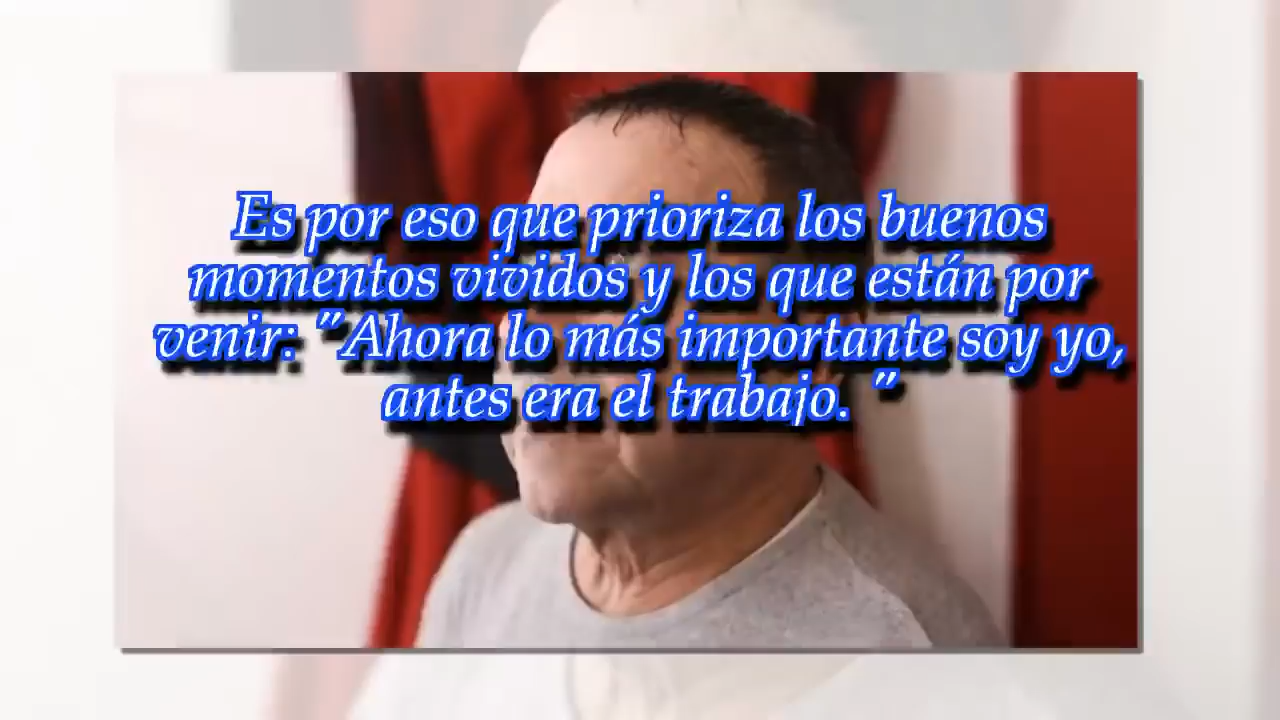 Es por eso que prioriza los buenos
momentos vividos y los que están por
venir: "Ahora lo más importante soy yo,
antes era el trabajo. "